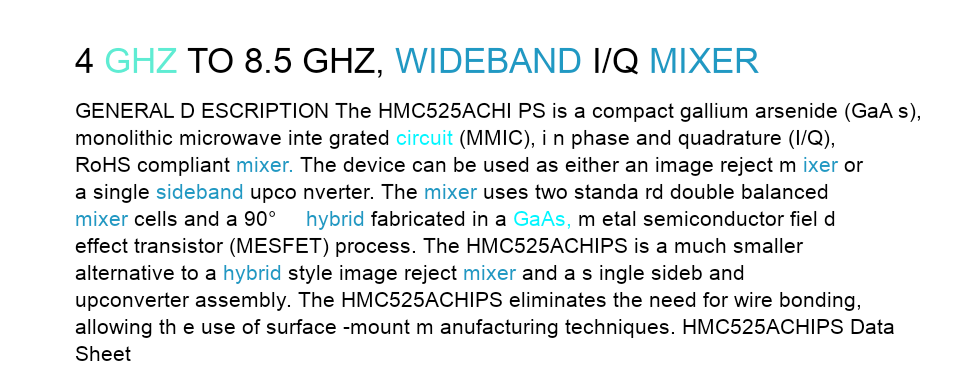 4 GHZ TO 8.5 GHZ, WIDEBAND I/Q MIXER
GENERAL D ESCRIPTION The HMC525ACHI PS is a compact gallium arsenide (GaA s),
monolithic microwave inte grated circuit (MMIC), i n phase and quadrature (I/Q),
RoHS compliant mixer. The device can be used as either an image reject m ixer or
a single sideband upco nverter. The mixer uses two standa rd double balanced
mixer cells and a 90° hybrid fabricated in a GaAs, m etal semiconductor fiel d
effect transistor (MESFET) process. The HMC525ACHIPS is a much smaller
alternative to a hybrid style image reject mixer and a s ingle sideb and
upconverter assembly. The HMC525ACHIPS eliminates the need for wire bonding,
allowing th e use of surface -mount m anufacturing techniques. HMC525ACHIPS Data
Sheet